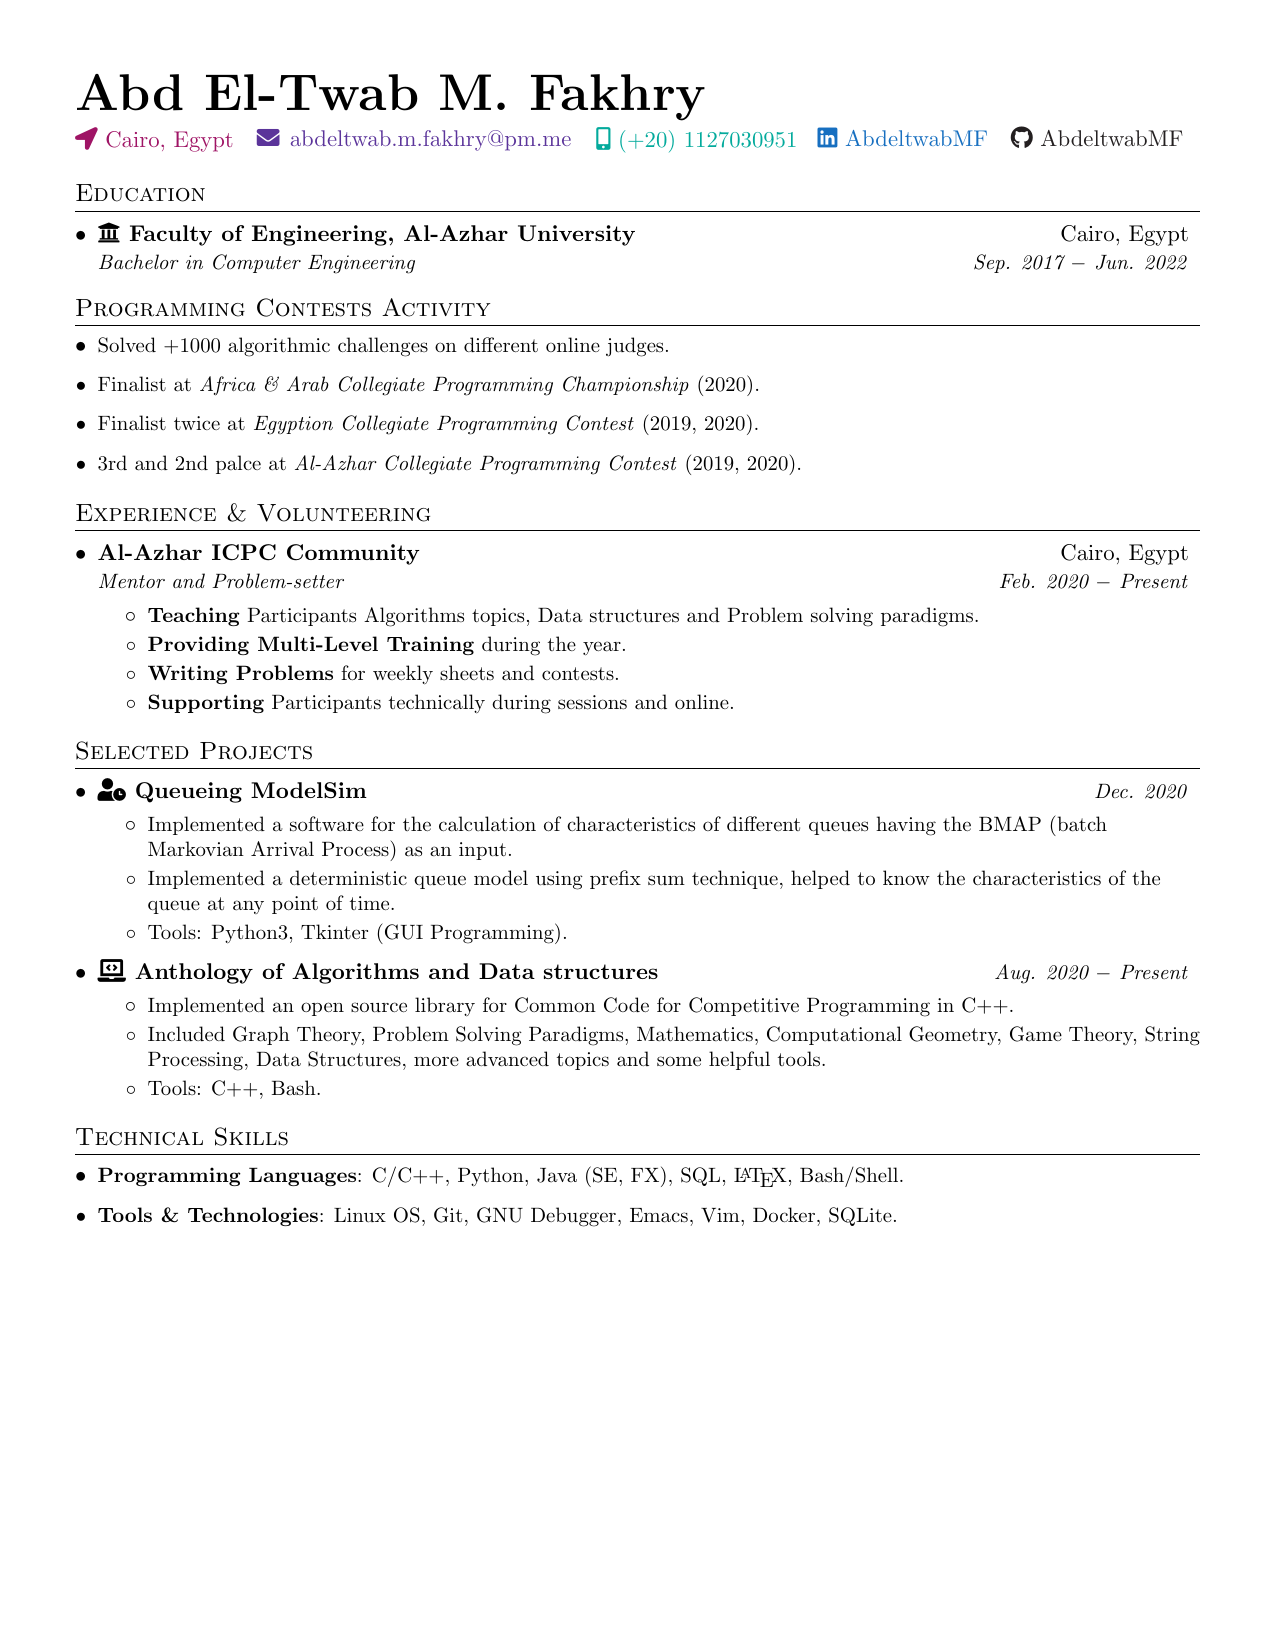 Abd El-Twab M. Fakhry
Cairo, Egypt abdeltwab.m.fakhry@pm.me (+20) 1127030951 AbdeltwabMF AbdeltwabMF
Education
• Faculty of Engineering, Al-Azhar University Cairo, Egypt
Bachelor in Computer Engineering Sep. 2017 – Jun. 2022
Programming Contests Activity
• Solved +1000 algorithmic challenges on different online judges.
• Finalist at Africa & Arab Collegiate Programming Championship (2020).
• Finalist twice at Egyption Collegiate Programming Contest (2019, 2020).
• 3rd and 2nd palce at Al-Azhar Collegiate Programming Contest (2019, 2020).
Experience & Volunteering
• Al-Azhar ICPC Community Cairo, Egypt
Mentor and Problem-setter Feb. 2020 – Present
◦ Teaching Participants Algorithms topics, Data structures and Problem solving paradigms.
◦ Providing Multi-Level Training during the year.
◦ Writing Problems for weekly sheets and contests.
◦ Supporting Participants technically during sessions and online.
Selected Projects
• Queueing ModelSim Dec. 2020
◦ Implemented a software for the calculation of characteristics of different queues having the BMAP (batch
Markovian Arrival Process) as an input.
◦ Implemented a deterministic queue model using prefix sum technique, helped to know the characteristics of the
queue at any point of time.
◦ Tools: Python3, Tkinter (GUI Programming).
• Anthology of Algorithms and Data structures Aug. 2020 – Present
◦ Implemented an open source library for Common Code for Competitive Programming in C++.
◦ Included Graph Theory, Problem Solving Paradigms, Mathematics, Computational Geometry, Game Theory, String
Processing, Data Structures, more advanced topics and some helpful tools.
◦ Tools: C++, Bash.
Technical Skills
• Programming Languages: C/C++, Python, Java (SE, FX), SQL, LATEX, Bash/Shell.
• Tools & Technologies: Linux OS, Git, GNU Debugger, Emacs, Vim, Docker, SQLite.